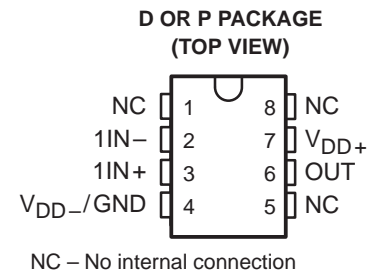 D OR P PACKAGE
(TOP VIEW)
NC 1 8 NC
1IN– 2 7 VDD+
1IN+ 3 6 OUT
VDD–/GND 4 5 NC
NC – No internal connection